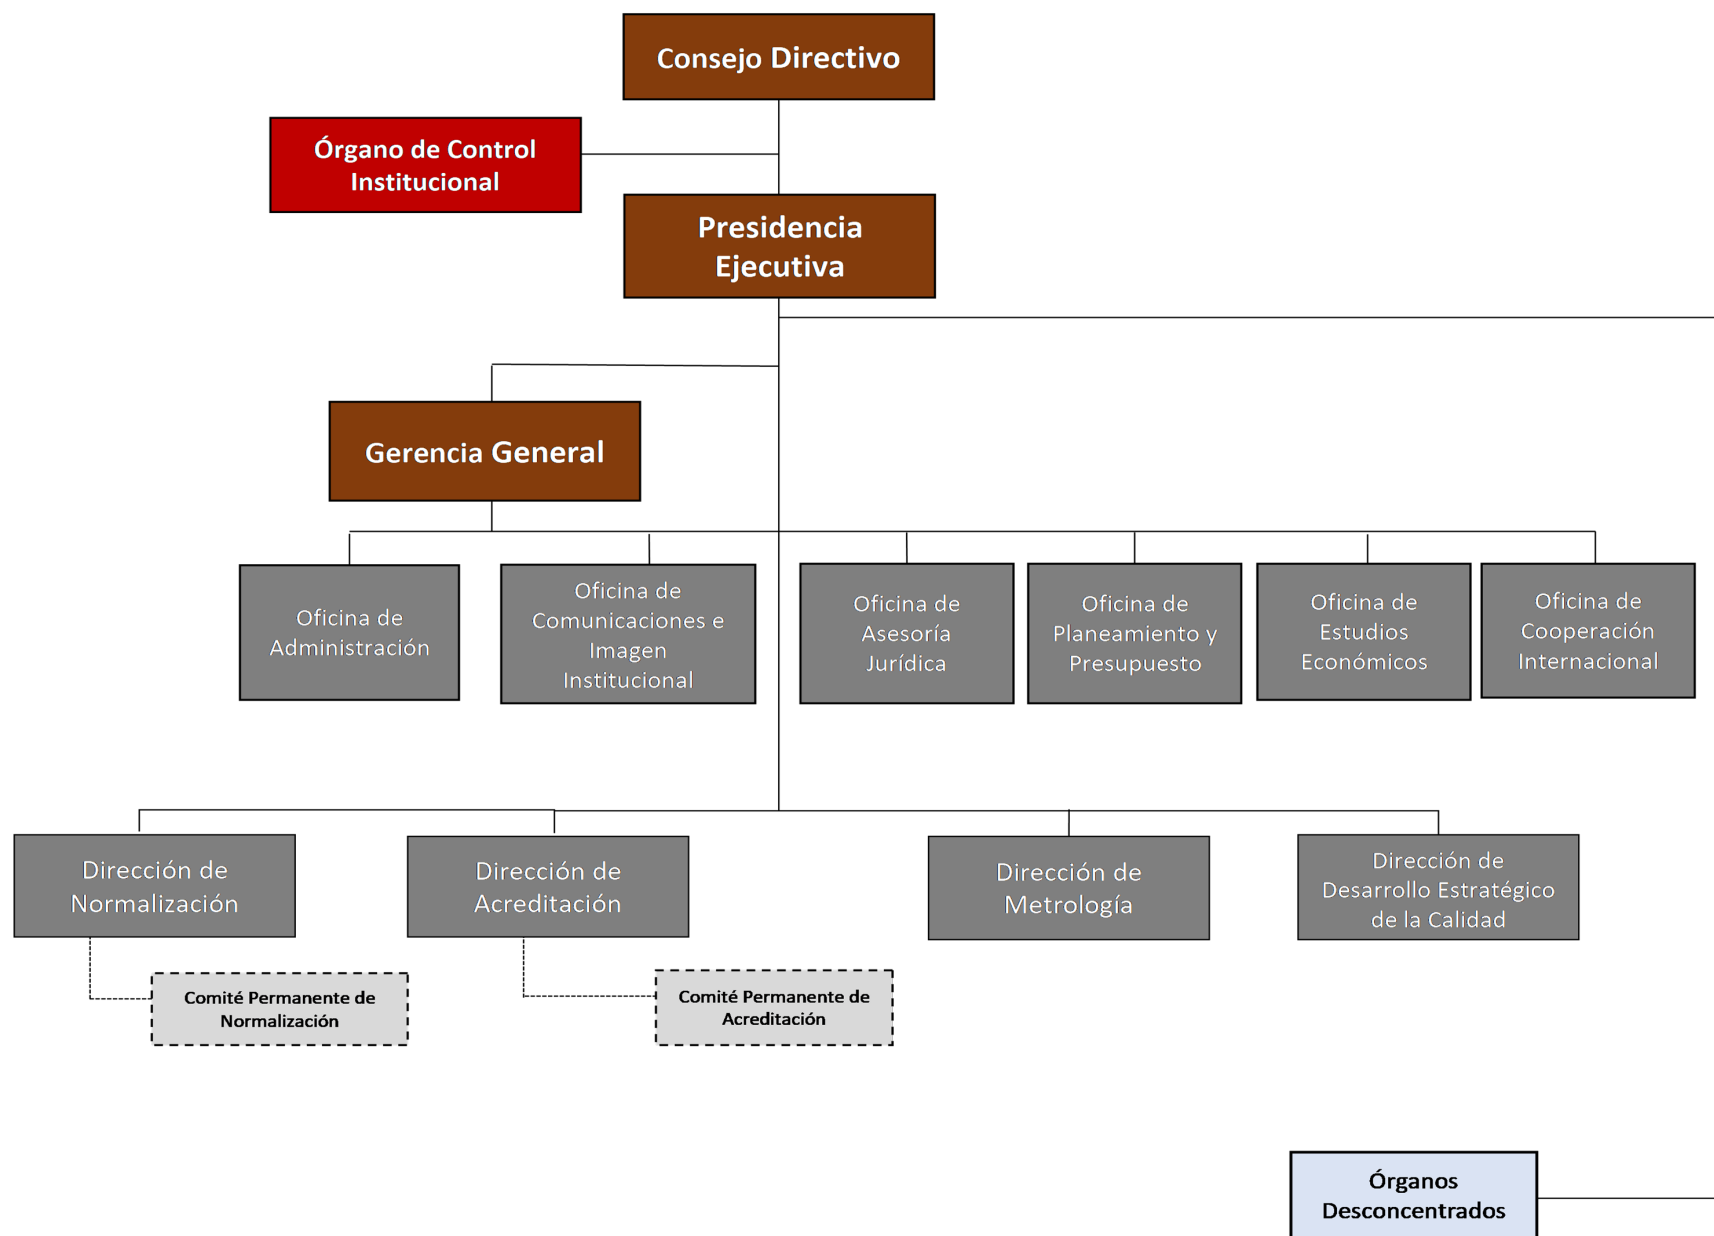 Consejo Directivo
Órgano de Control
Institucional
Presidencia
Ejecutiva
Gerencia General
Oficina de
Administración
Oficina de
Comunicaciones e
Imagen
Institucional
Oficina de
Asesoría
Jurídica
Oficina de
Planeamiento y
Presupuesto
Oficina de
Estudios
Económicos
Oficina de
Cooperación
Internacional
Dirección de
Normalización
Dirección de
Acreditación
Dirección de
Metrología
Dirección de
Desarrollo Estratégico
de la Calidad
Comité Permanente de
Normalización
Comité Permanente de
Acreditación
Órganos
Desconcentrados